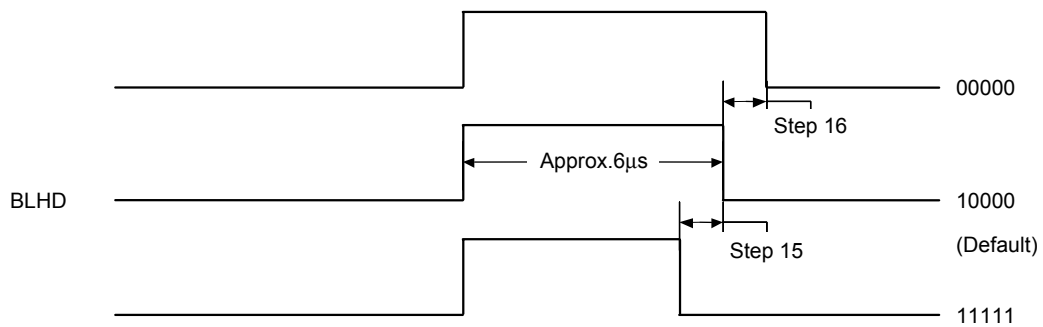 00000
Step 16
Approx.6μs
BLHD
10000
Step 15
(Default)
11111